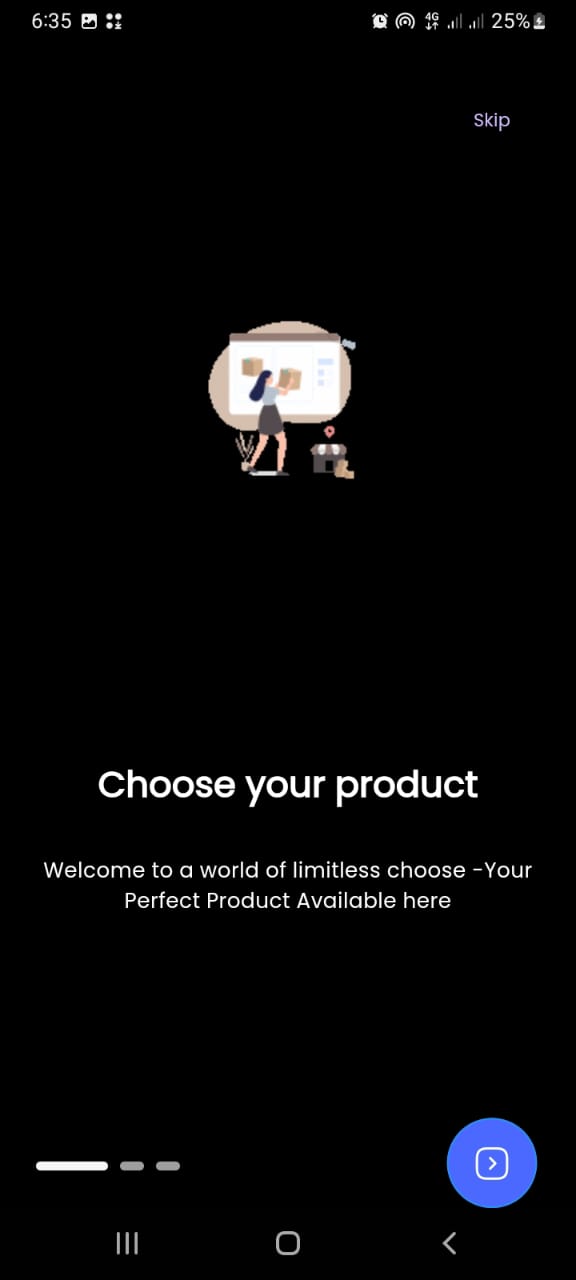 6:35
4G
25%
Skip
Choose your product
Welcome to a world of limitless choose -Your
Perfect Product Available here